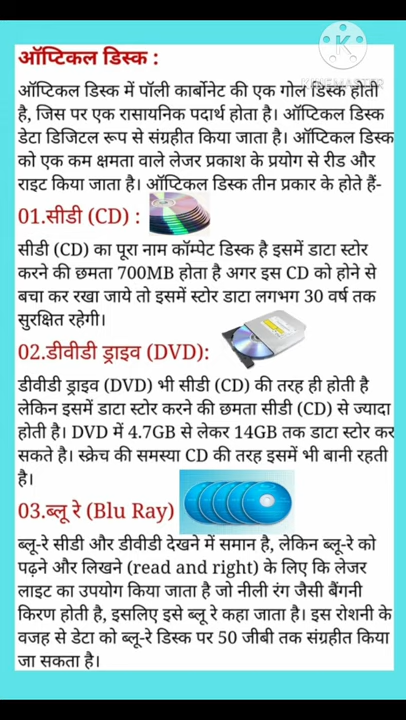 KINEMASTER
ऑप्टिकल डिस्क :
ऑप्टिकल डिस्क में पॉली कार्बोनेट की एक गोल डिस्क होती
है, जिस पर एक रासायनिक पदार्थ होता है। ऑप्टिकल डिस्क
डेटा डिजिटल रूप से संग्रहीत किया जाता है। ऑप्टिकल डिस्क
को एक कम क्षमता वाले लेजर प्रकाश के प्रयोग से रीड और
राइट किया जाता है। ऑप्टिकल डिस्क तीन प्रकार के होते हैं-
01.सीडी (CD) :
सीडी (CD) का पूरा नाम कॉम्पेट डिस्क है इसमें डाटा स्टोर
करने की छमता 700MB होता है अगर इस CD को होने से
बचा कर रखा जाये तो इसमें स्टोर डाटा लगभग 30 वर्ष तक
सुरक्षित रहेगी।
02.डीवीडी ड्राइव (DVD):
डीवीडी ड्राइव (DVD) भी सीडी (CD) की तरह ही होती है
लेकिन इसमें डाटा स्टोर करने की छमता सीडी (CD) से ज्यादा
होती है। DVD में 4.7GB से लेकर 14GB तक डाटा स्टोर कर
सकते है। स्क्रेच की समस्या CD की तरह इसमें भी बानी रहती
है।
03.ब्लू रे (Blu Ray)
ब्लू-रे सीडी और डीवीडी देखने में समान है, लेकिन ब्लू-रे को
पढ़ने और लिखने (read and right) के लिए कि लेजर
लाइट का उपयोग किया जाता है जो नीली रंग जैसी बैंगनी
किरण होती है, इसलिए इसे ब्लू रे कहा जाता है। इस रोशनी के
वजह से डेटा को ब्लू-रे डिस्क पर 50 जीबी तक संग्रहीत किया
जा सकता है।